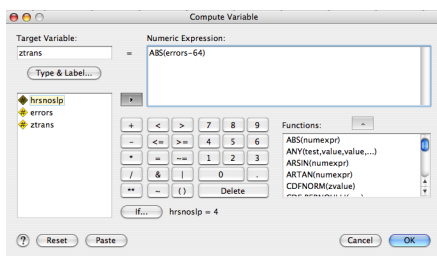 Compute Variable
Target Variable:
Numeric Expression:
ztrans
=
ABS(errors-64)
Type & Label...
hrsnoslp
errors
ztrans
+ < > 7 8 9
- <= >= 4 5 6
* = ~= 1 2 3
/ & | 0 .
** ~ () Delete
Functions:
ABS(numexpr)
ANY(test,value,value,...)
ARSIN(numexpr)
ARTAN(numexpr)
CDFNORM(zvalue)
If...
hrsnoslp = 4
? Reset Paste Cancel OK